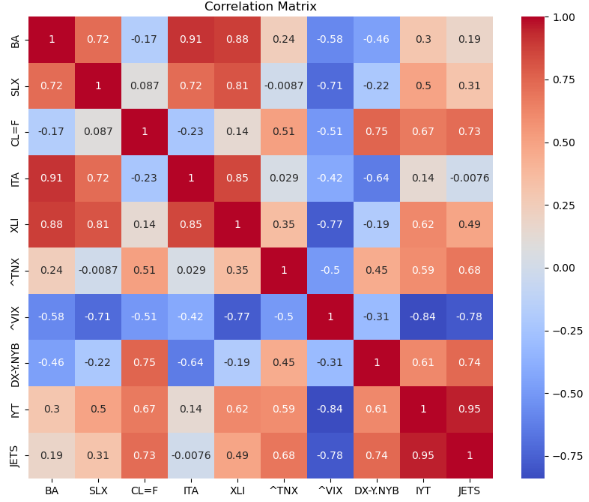 Correlation Matrix
BA 1 0.72 -0.17 0.91 0.88 0.24 -0.58 -0.46 0.3 0.19
SLX 0.72 1 0.087 0.72 0.81 -0.0087 -0.71 -0.22 0.5 0.31
CL=F -0.17 0.087 1 -0.23 0.14 0.51 -0.51 0.75 0.67 0.73
ITA 0.91 0.72 -0.23 1 0.85 0.029 -0.42 -0.64 0.14 -0.0076
XLI 0.88 0.81 0.14 0.85 1 0.35 -0.77 -0.19 0.62 0.49
^TNX 0.24 -0.0087 0.51 0.029 0.35 1 -0.5 0.45 0.59 0.68
^VIX -0.58 -0.71 -0.51 -0.42 -0.77 -0.5 1 -0.31 -0.84 -0.78
DX-Y.NYB -0.46 -0.22 0.75 -0.64 -0.19 0.45 -0.31 1 0.61 0.74
IYT 0.3 0.5 0.67 0.14 0.62 0.59 -0.84 0.61 1 0.95
JETS 0.19 0.31 0.73 -0.0076 0.49 0.68 -0.78 0.74 0.95 1
BA SLX CL=F ITA XLI ^TNX ^VIX DX-Y.NYB IYT JETS
1.00
0.75
0.50
0.25
0.00
−0.25
−0.50
−0.75